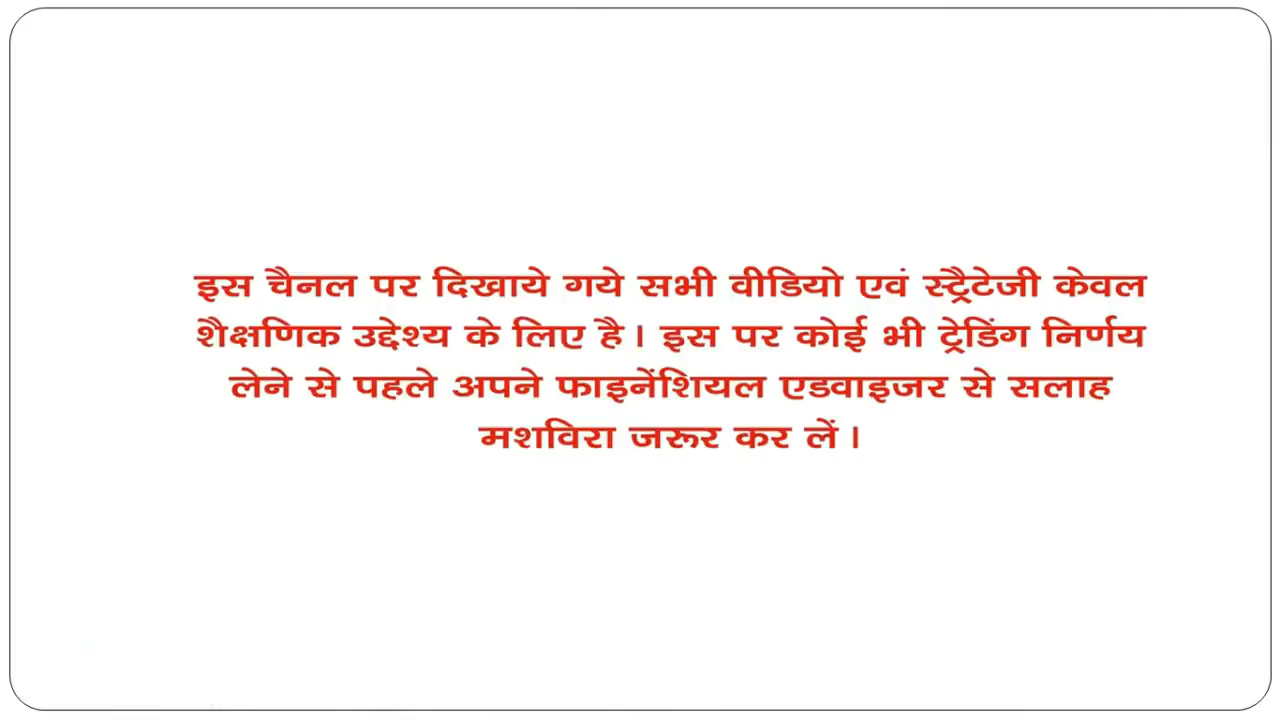 इस चैनल पर दिखाये गये सभी वीडियो एवं स्ट्रैटेजी केवल
शैक्षणिक उद्देश्य के लिए है। इस पर कोई भी ट्रेडिंग निर्णय
लेने से पहले अपने फाइनेंशियल एडवाइजर से सलाह
मशविरा जरूर कर लें।